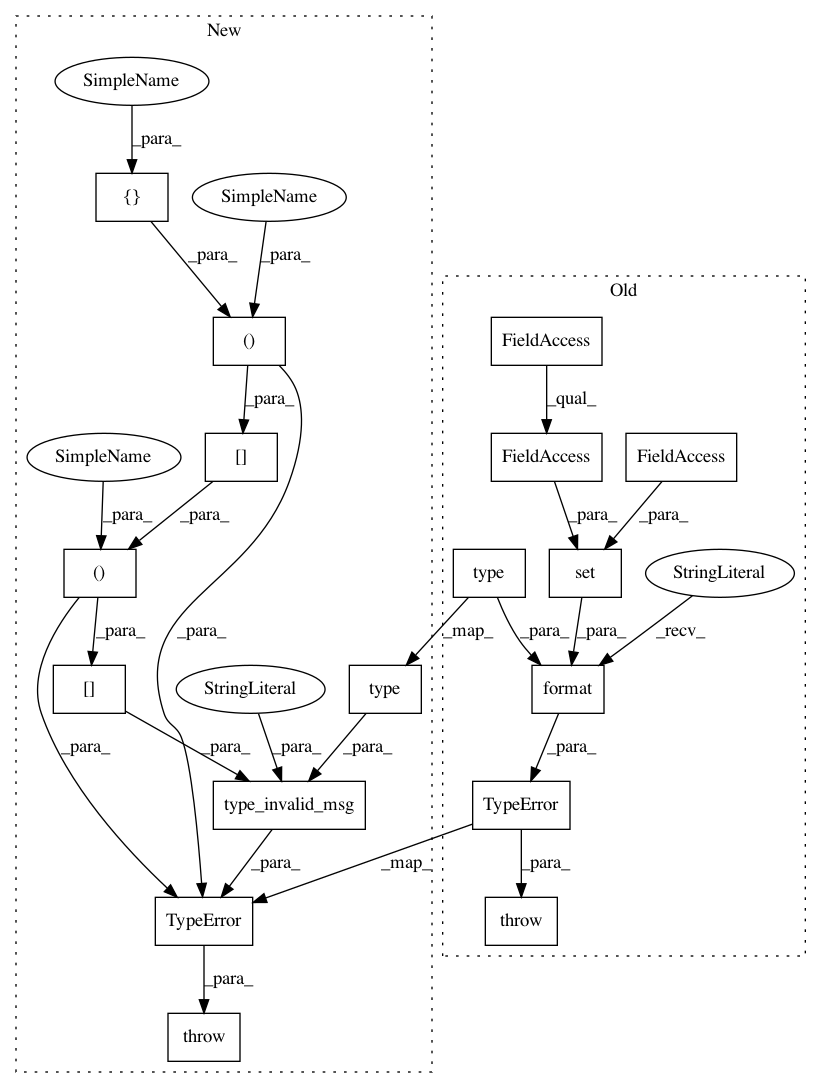 New
SimpleName
_para_
{}
SimpleName
_para_
_para_
()
Old
FieldAccess
_para_
_qual_
SimpleName
[]
FieldAccess
FieldAccess
_para_
_para_
_para_
_para_
()
type
set
StringLiteral
_para_
_para_
_map_
_para_
_para_
_recv_
[]
StringLiteral
type
format
_para_
_para_
_para_
_para_
_para_
type_invalid_msg
TypeError
_para_
_map_
_para_
TypeError
throw
_para_
throw